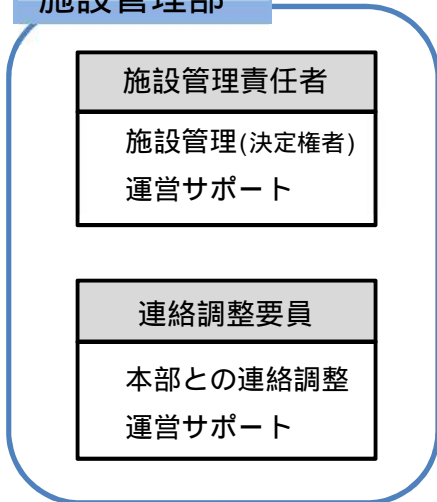 施設管理部
施設管理責任者
施設管理(決定権者)
運営サポート
連絡調整要員
本部との連絡調整
運営サポート